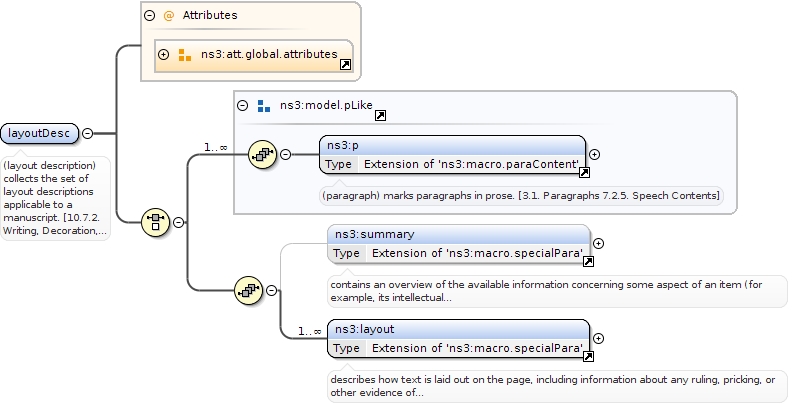 Attributes
ns3:att.global.attributes
layoutDesc
(layout description)
collects the set of
layout descriptions
applicable to a
manuscript. [10.7.2.
Writing, Decoration,...
ns3:model.pLike
1..∞
ns3:p
Type Extension of 'ns3:macro.paraContent'
(paragraph) marks paragraphs in prose. [3.1. Paragraphs 7.2.5. Speech Contents]
ns3:summary
Type Extension of 'ns3:macro.specialPara'
contains an overview of the available information concerning some aspect of an item (for
example, its intellectual...
1..∞
ns3:layout
Type Extension of 'ns3:macro.specialPara'
describes how text is laid out on the page, including information about any ruling, pricking, or
other evidence of...